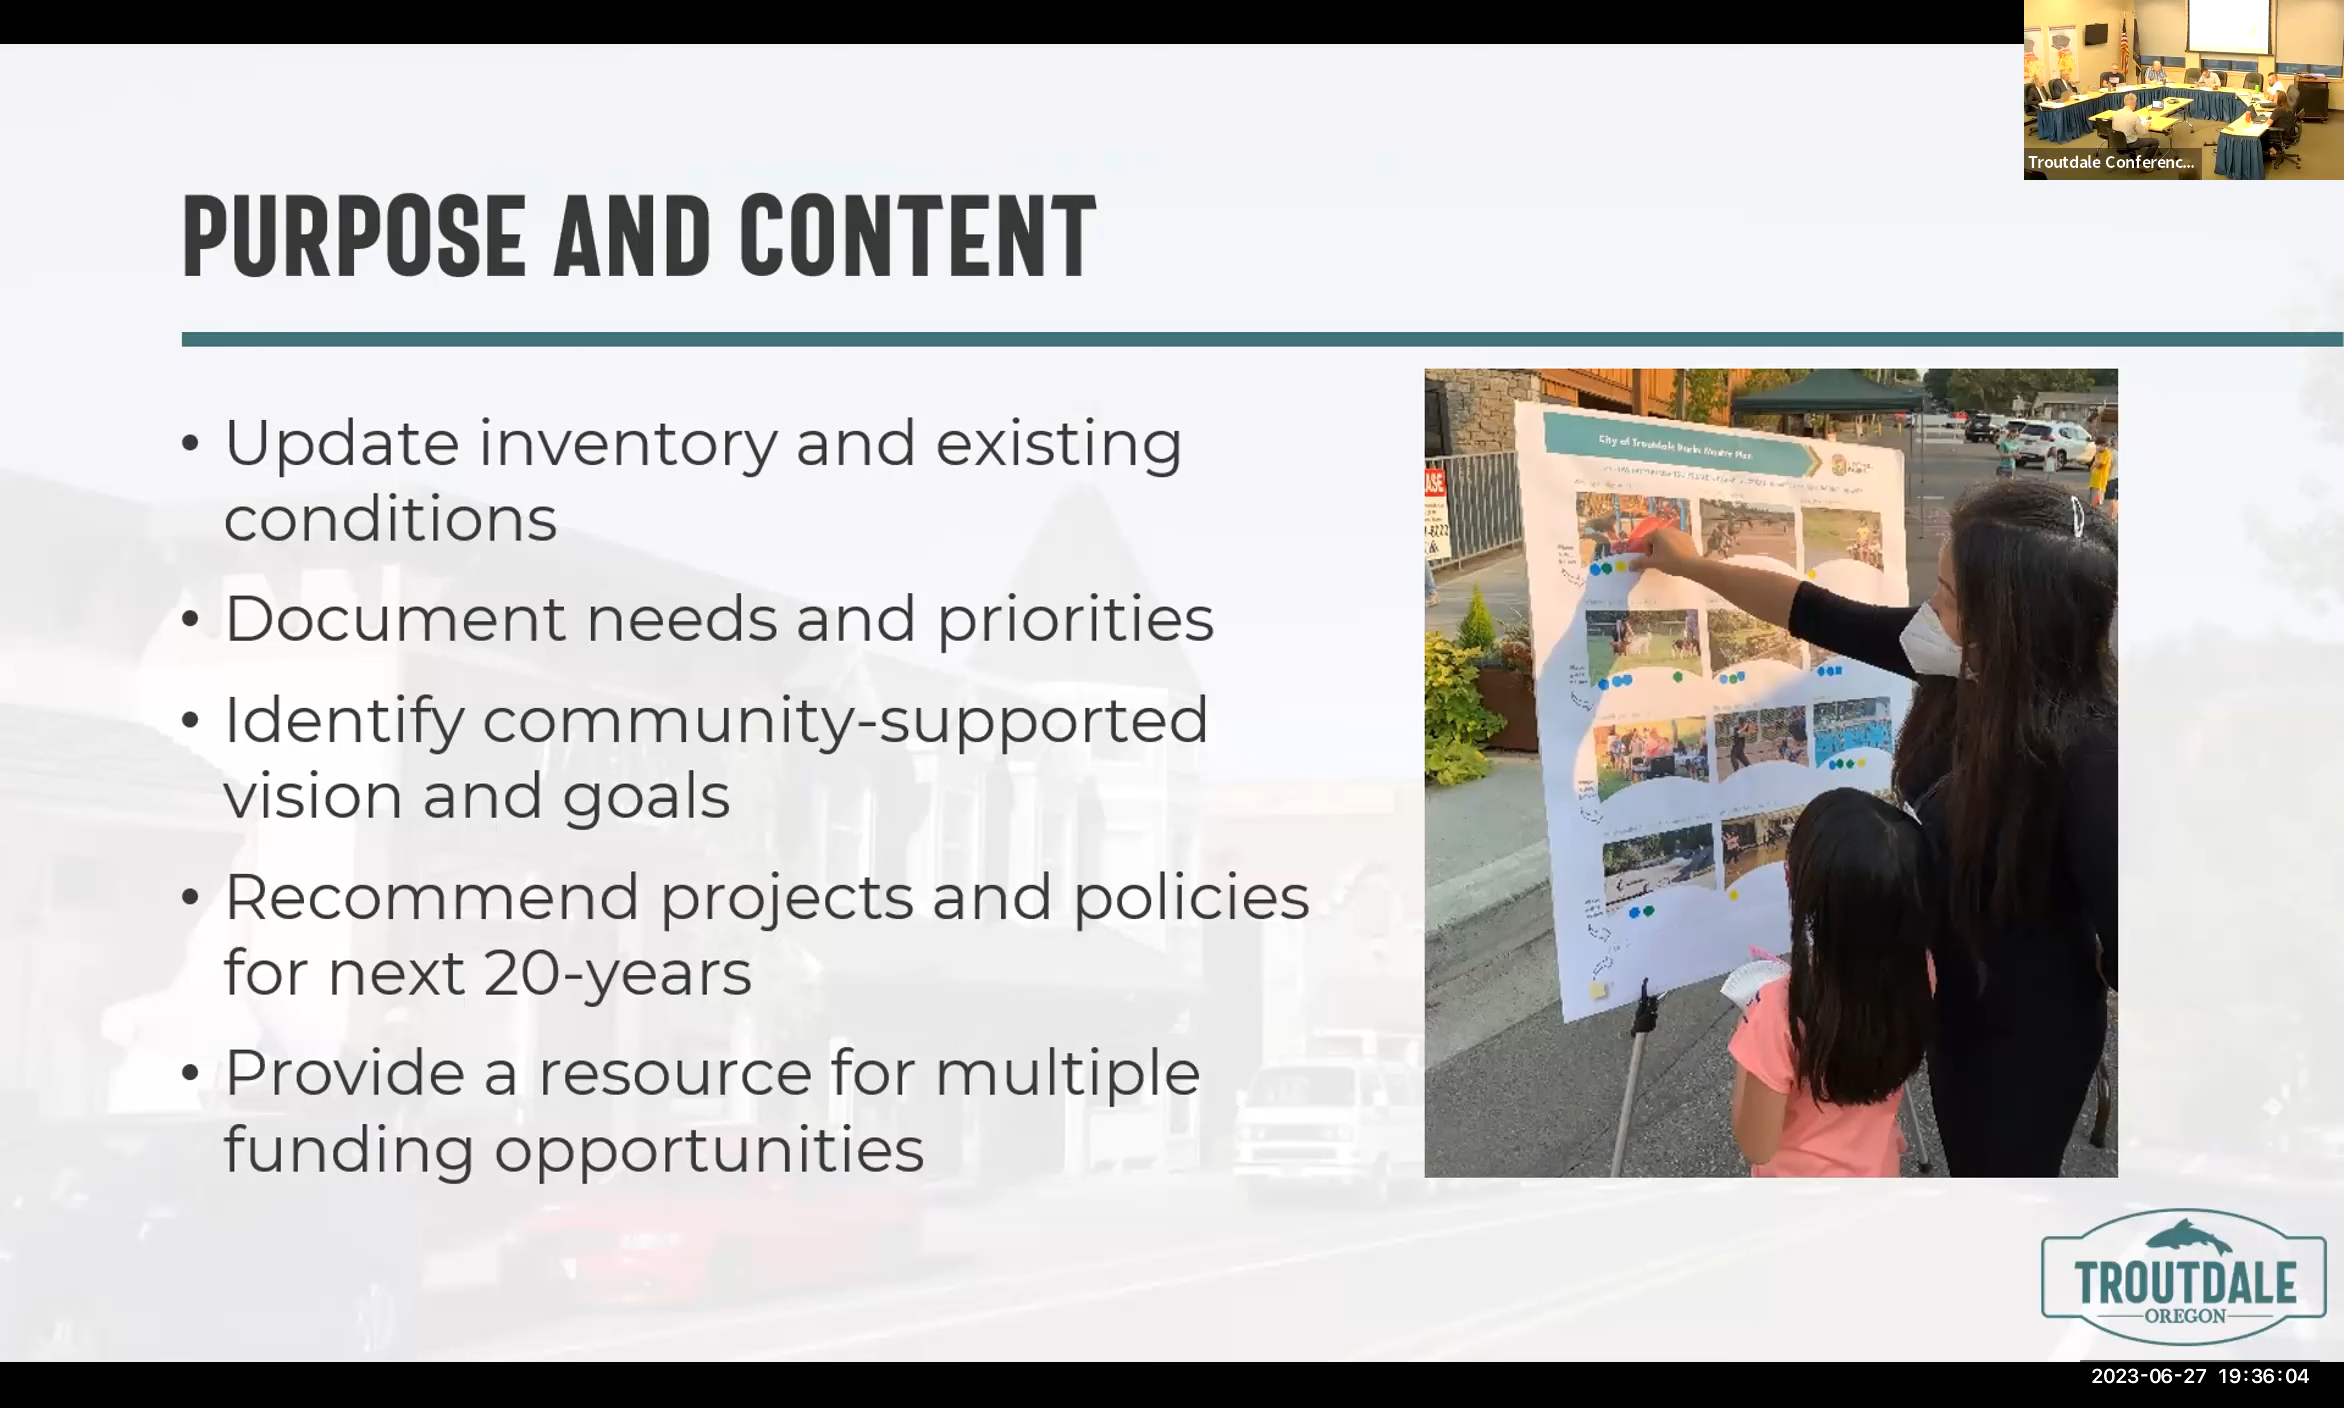 Troutdale Conferenc...
PURPOSE AND CONTENT
• Update inventory and existing
conditions
• Document needs and priorities
• Identify community-supported
vision and goals
• Recommend projects and policies
for next 20-years
• Provide a resource for multiple
funding opportunities
City of Troutdale Parks Master Plan
TROUTDALE
OREGON
2023-06-27 19:36:04